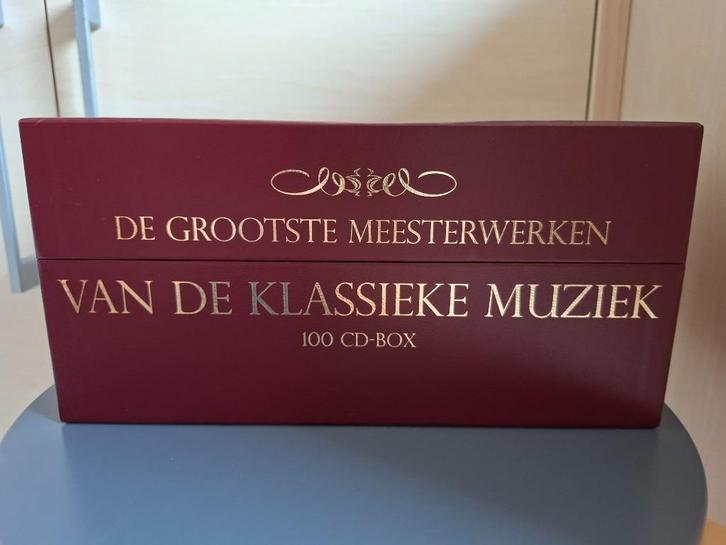 DE GROOTSTE MEESTERWERKEN
VAN DE KLASSIEKE MUZIEK
100 CD-BOX